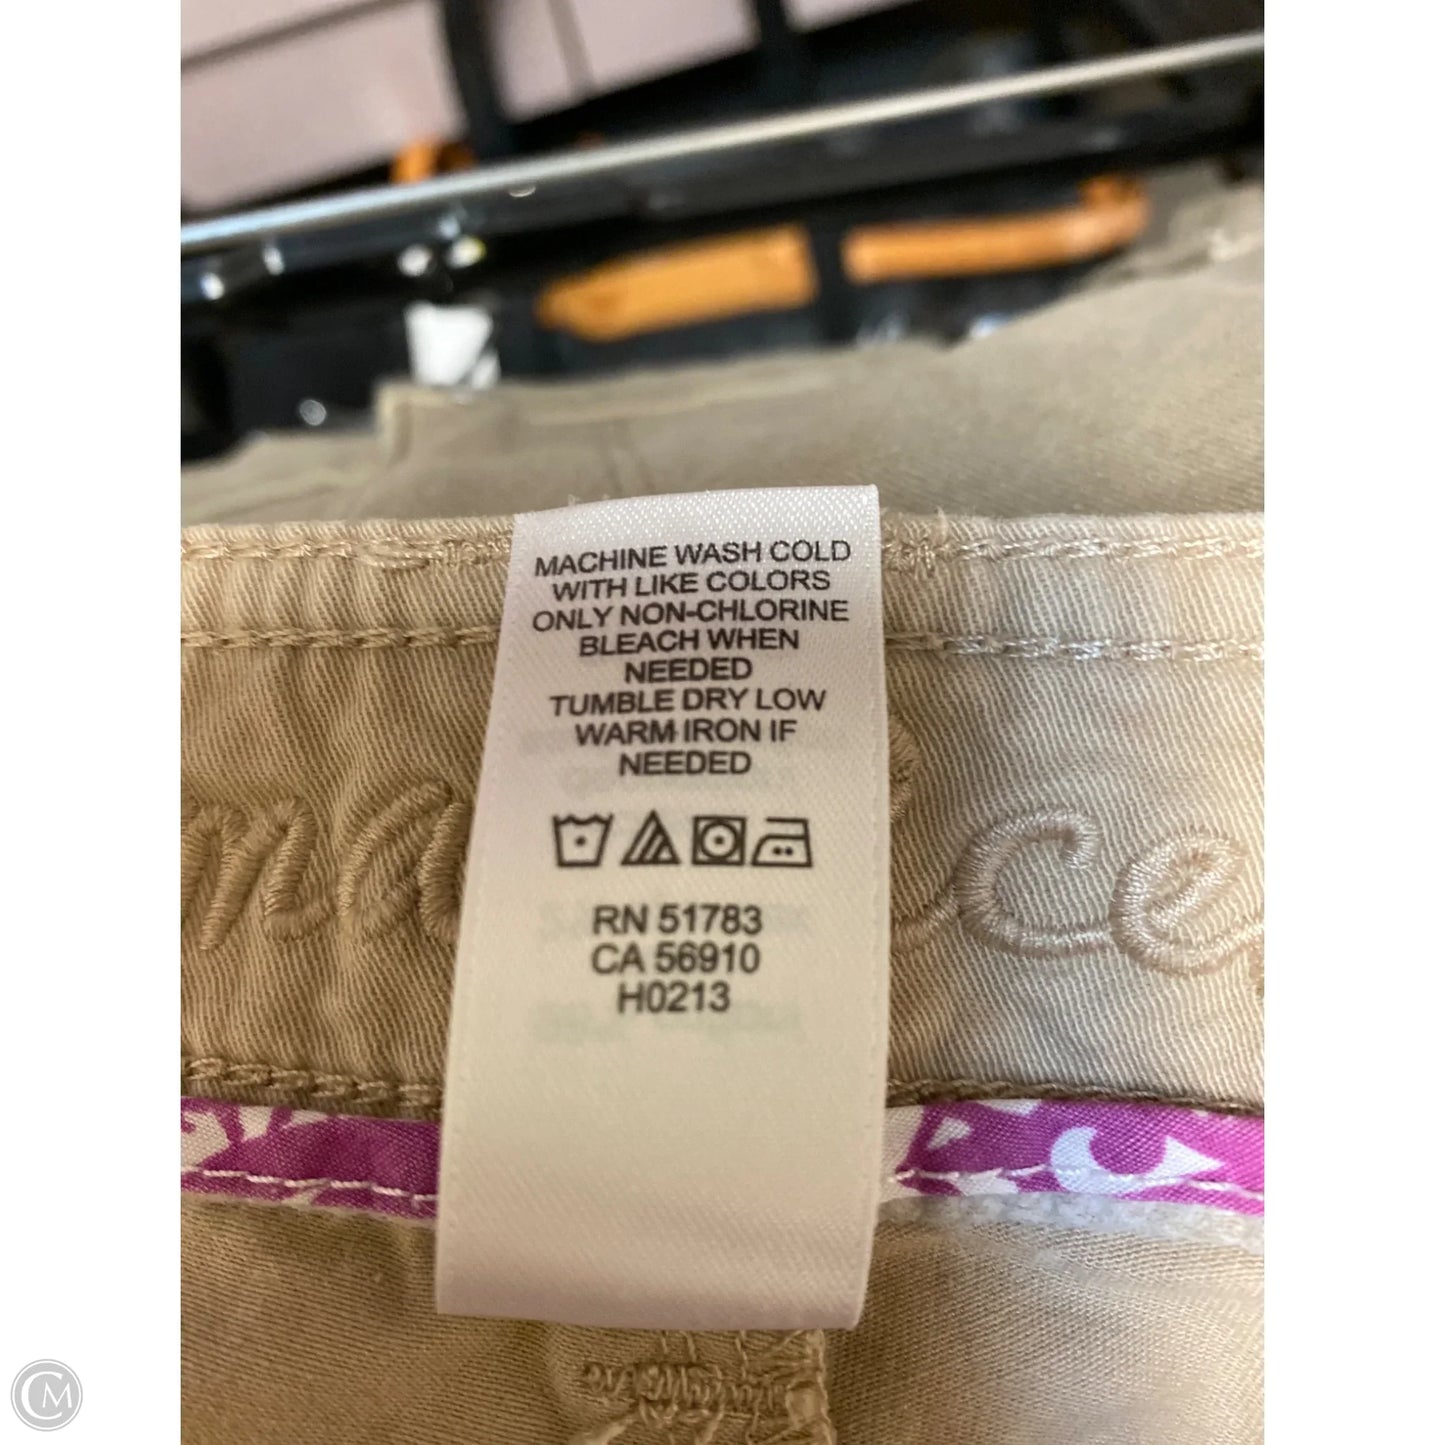 MACHINE WASH COLD
WITH LIKE COLORS
ONLY NON-CHLORINE
BLEACH WHEN
NEEDED
TUMBLE DRY LOW
WARM IRON IF
NEEDED
RN 51783
CA 56910
H0213
CM